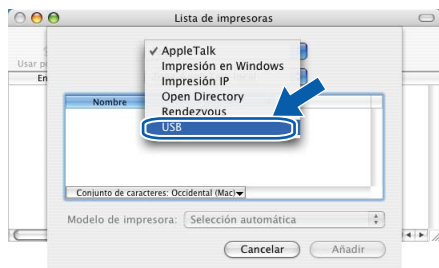 Lista de impresoras
Usar pr
En
✓ AppleTalk
Impresión en Windows
Impresión IP
Open Directory
Rendezvous
USB
Nombre
Conjunto de caracteres: Occidental (Mac)
Modelo de impresora: Selección automática
Cancelar Añadir